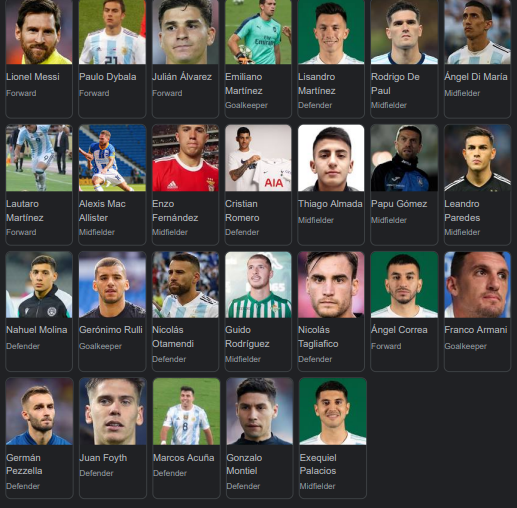 Lionel Messi
Forward
Paulo Dybala
Forward
Julián Álvarez
Forward
Emiliano
Martínez
Goalkeeper
Lisandro
Martínez
Defender
Rodrigo De
Paul
Midfielder
Ángel Di María
Midfielder
AIA
Lautaro
Martínez
Forward
Alexis Mac
Allister
Midfielder
Enzo
Fernández
Midfielder
Cristian
Romero
Defender
Thiago Almada
Midfielder
Papu Gómez
Midfielder
Leandro
Paredes
Midfielder
Nahuel Molina
Defender
Gerónimo Rulli
Goalkeeper
Nicolás
Otamendi
Defender
Guido
Rodríguez
Midfielder
Nicolás
Tagliafico
Defender
Ángel Correa
Forward
Franco Armani
Goalkeeper
8
Germán
Pezzella
Defender
Juan Foyth
Defender
Marcos Acuña
Defender
Gonzalo
Montiel
Defender
Exequiel
Palacios
Midfielder